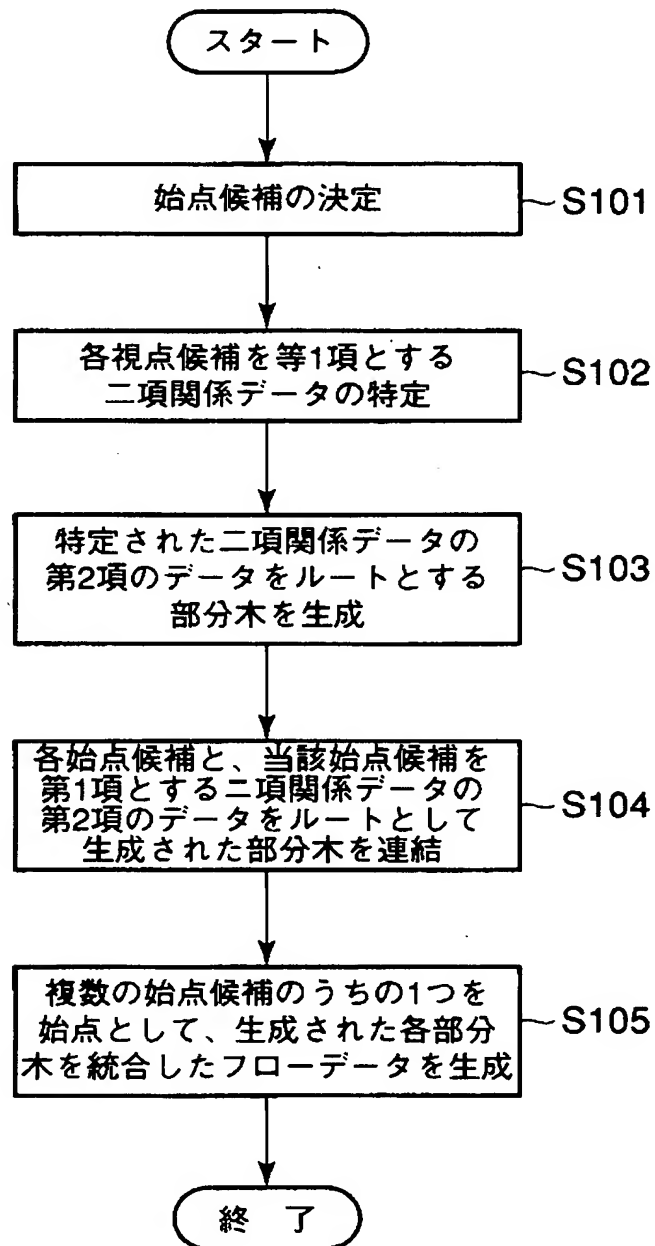 スタート
始点候補の決定
～S101
各視点候補を等1項とする
二項関係データの特定
～S102
特定された二項関係データの
第2項のデータをルートとする
部分木を生成
～S103
各始点候補と、当該始点候補を
第1項とする二項関係データの
第2項のデータをルートとして
生成された部分木を連結
～S104
複数の始点候補のうちの1つを
始点として、生成された各部分
木を統合したフローデータを生成
～S105
終 了